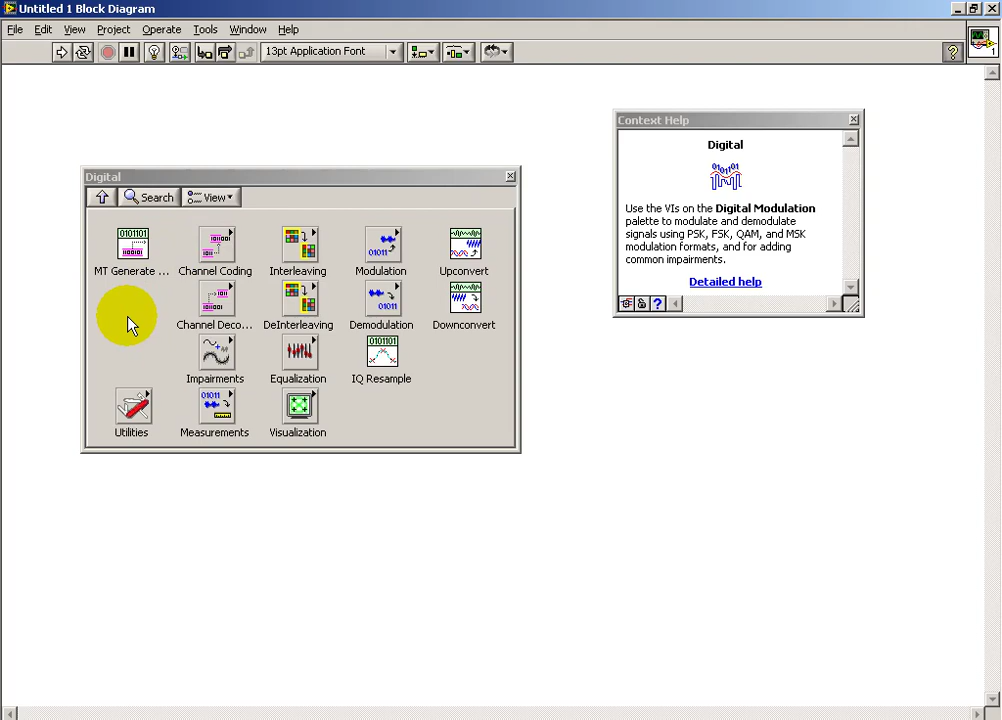 Untitled 1 Block Diagram
File Edit View Project Operate Tools Window Help
13pt Application Font
?
1
Context Help
Digital
Digital
Search View
Use the VIs on the Digital Modulation
palette to modulate and demodulate
signals using PSK, FSK, QAM, and MSK
modulation formats, and for adding
common impairments.
Detailed help
?
MT Generate ... Channel Coding Interleaving Modulation Upconvert
Channel Deco... DeInterleaving Demodulation Downconvert
Impairments Equalization IQ Resample
Utilities Measurements Visualization